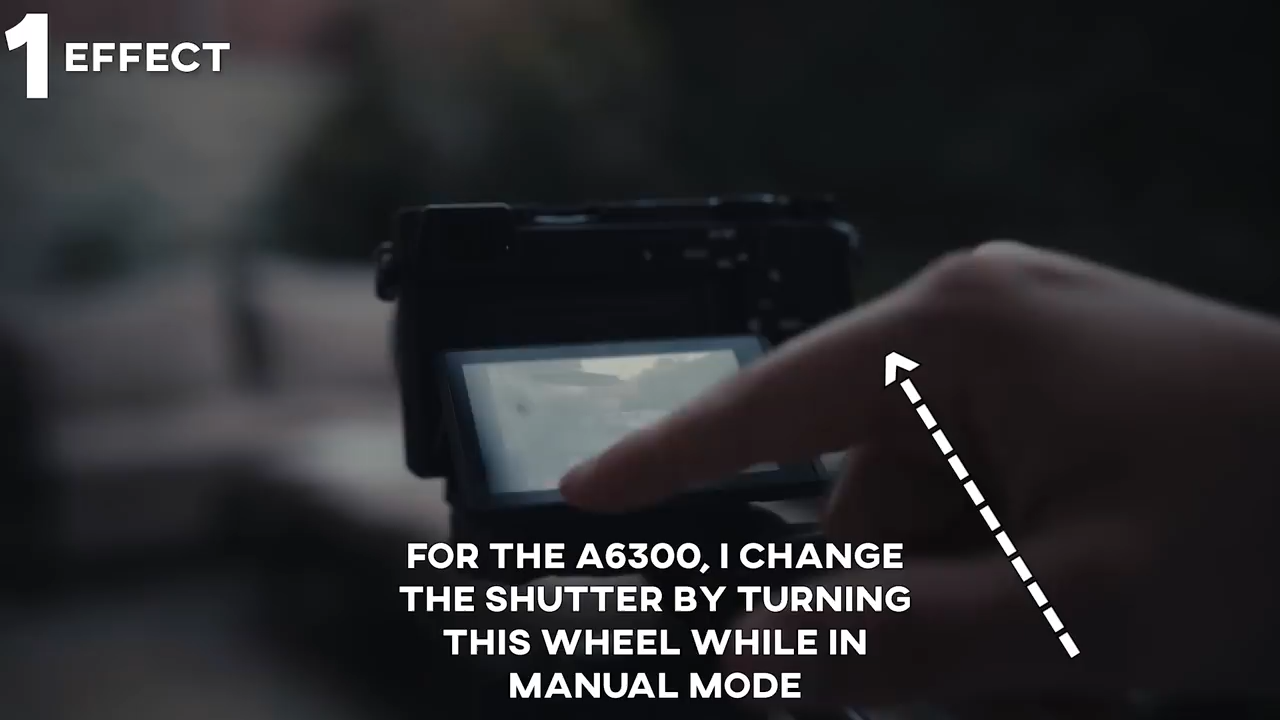 1 EFFECT
FOR THE A6300, I CHANGE
THE SHUTTER BY TURNING
THIS WHEEL WHILE IN
MANUAL MODE